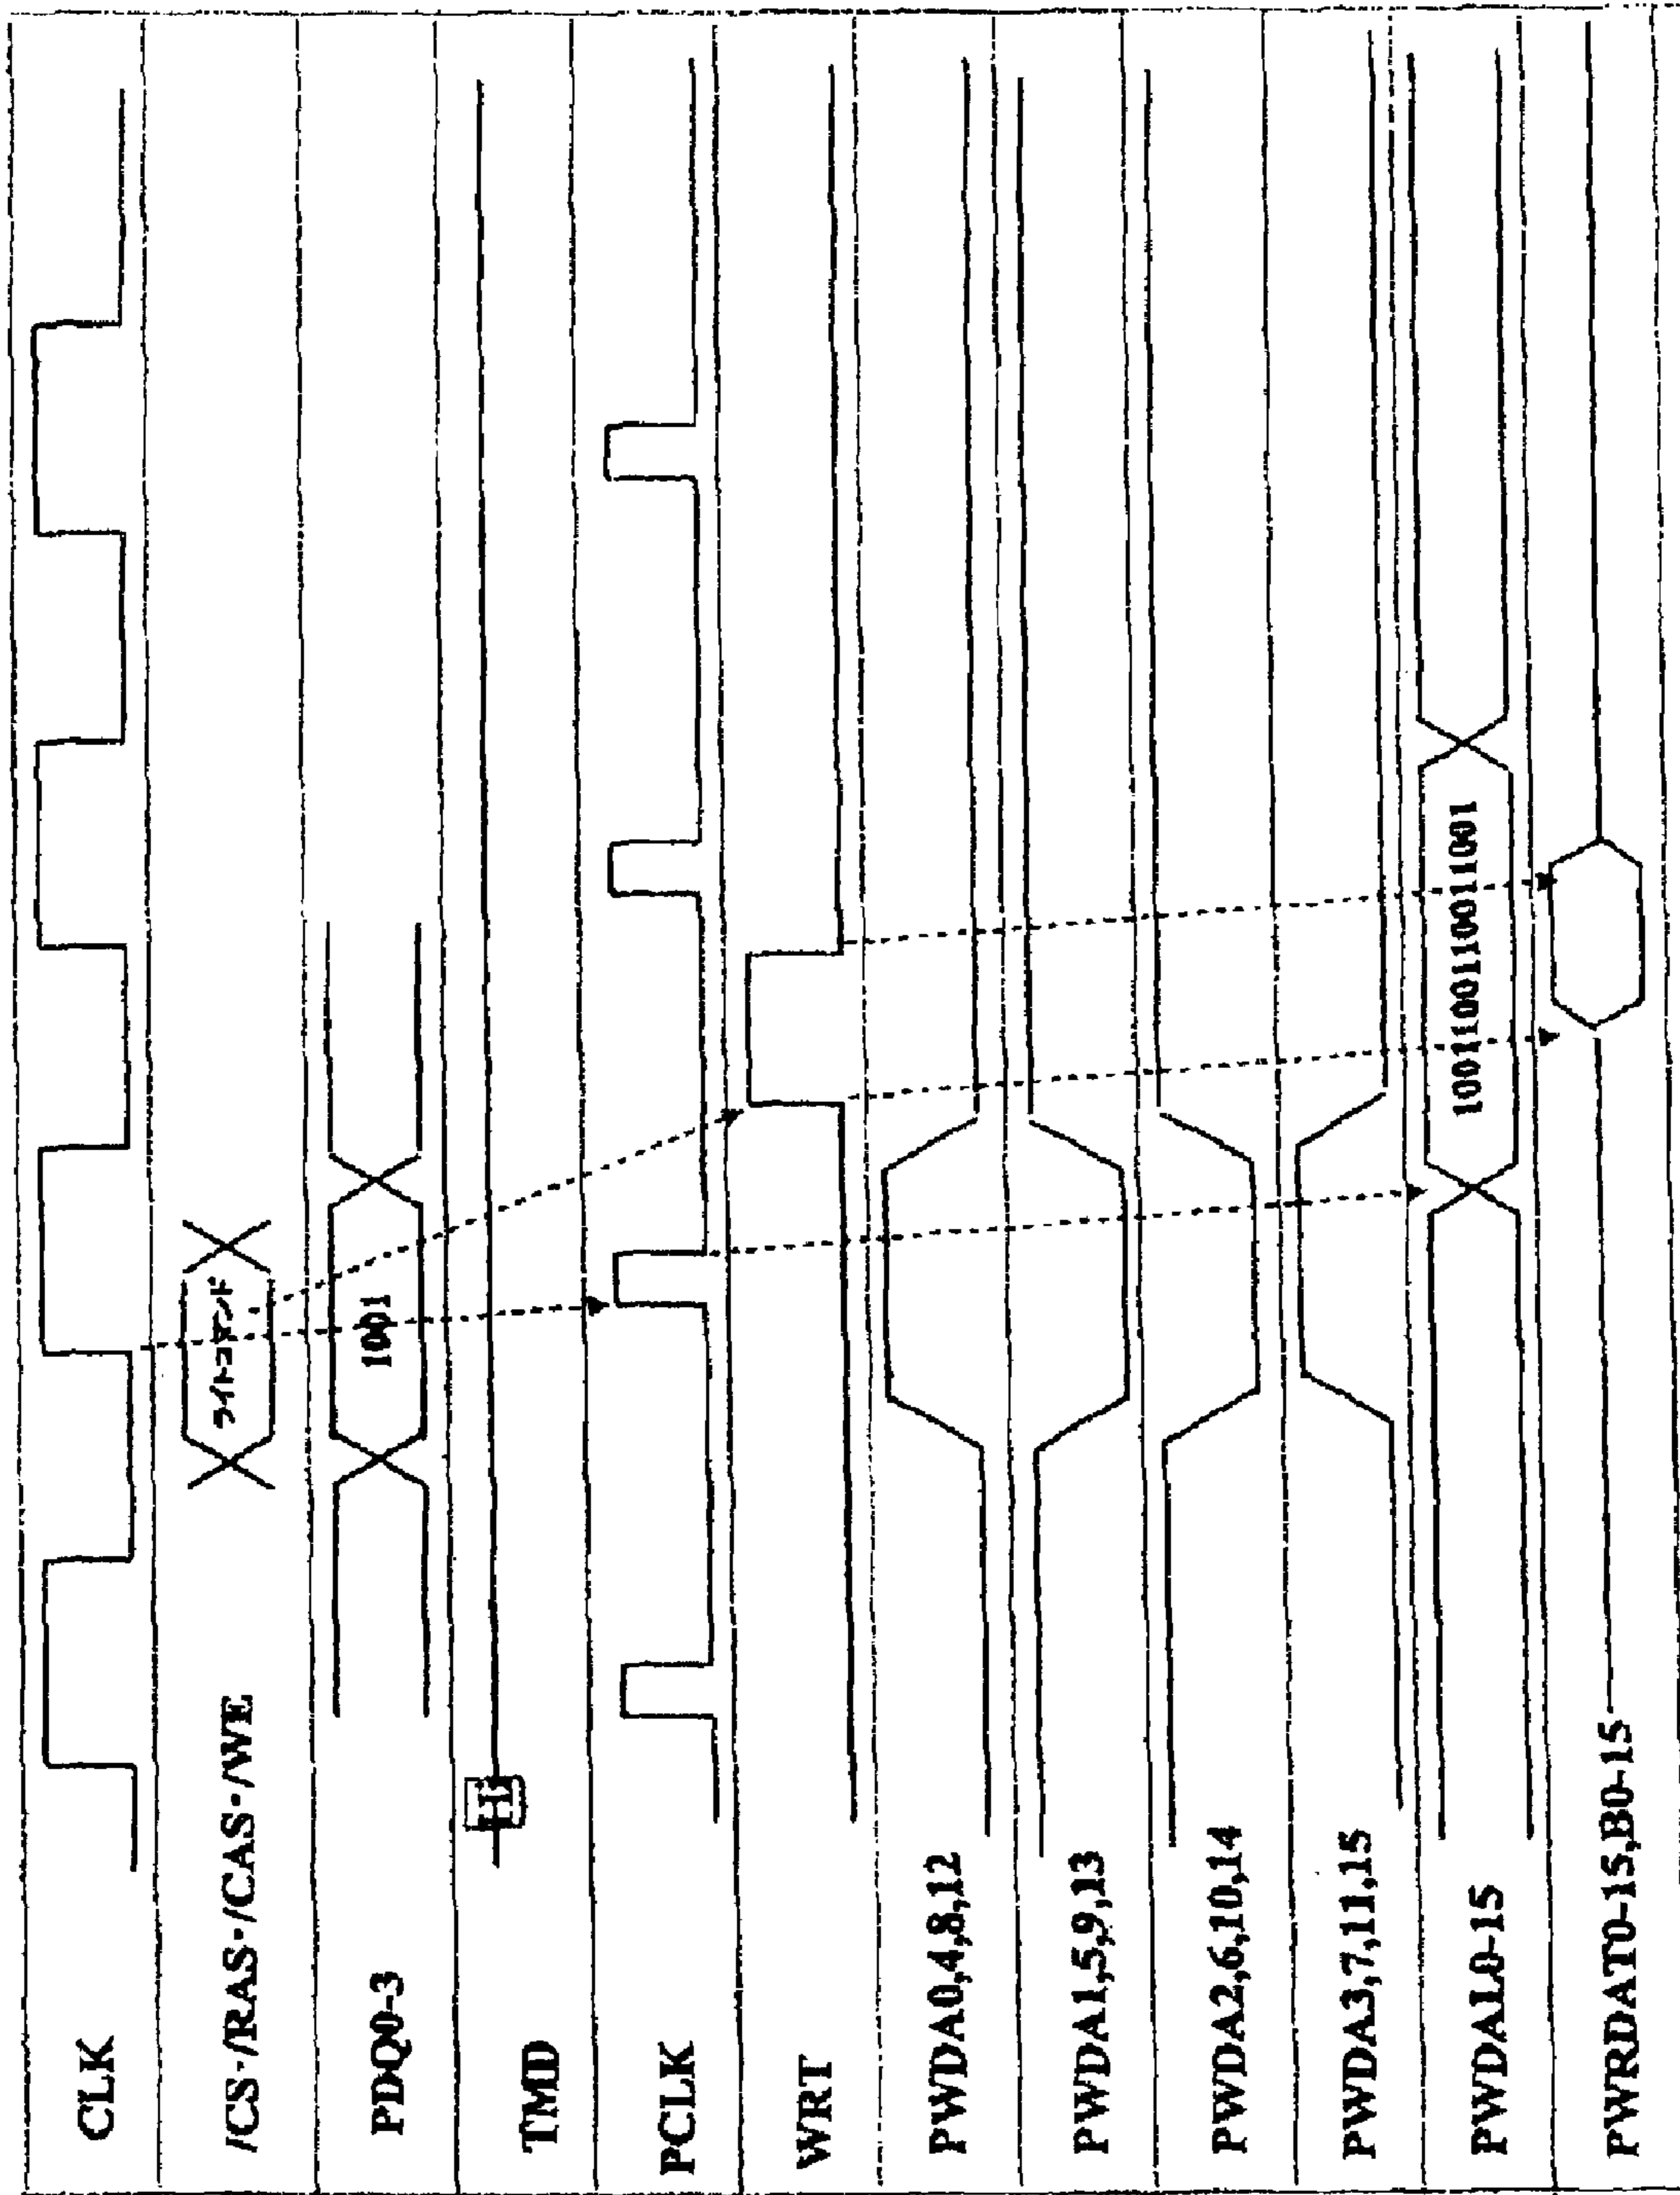 CLK
/CS·/RAS·/CAS·/WE
ライトコマンド
PDQ0-3
1001
TMD
H
PCLK
WRT
PWDA0,4,8,12
PWDA1,5,9,13
PWDA2,6,10,14
PWDA3,7,11,15
PWDAL0-15
1001100110011001
PWRDAT0-15,B0-15